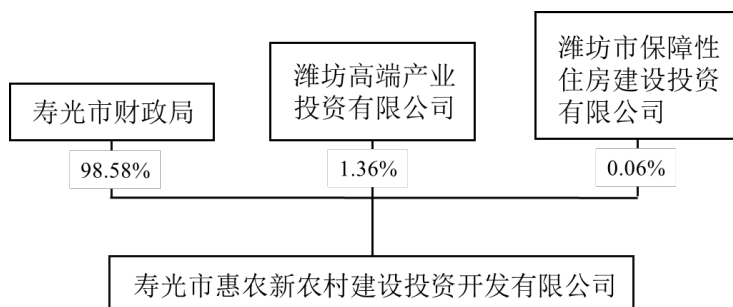 寿光市财政局
潍坊高端产业
投资有限公司
潍坊市保障性
住房建设投资
有限公司
98.58%
1.36%
0.06%
寿光市惠农新农村建设投资开发有限公司